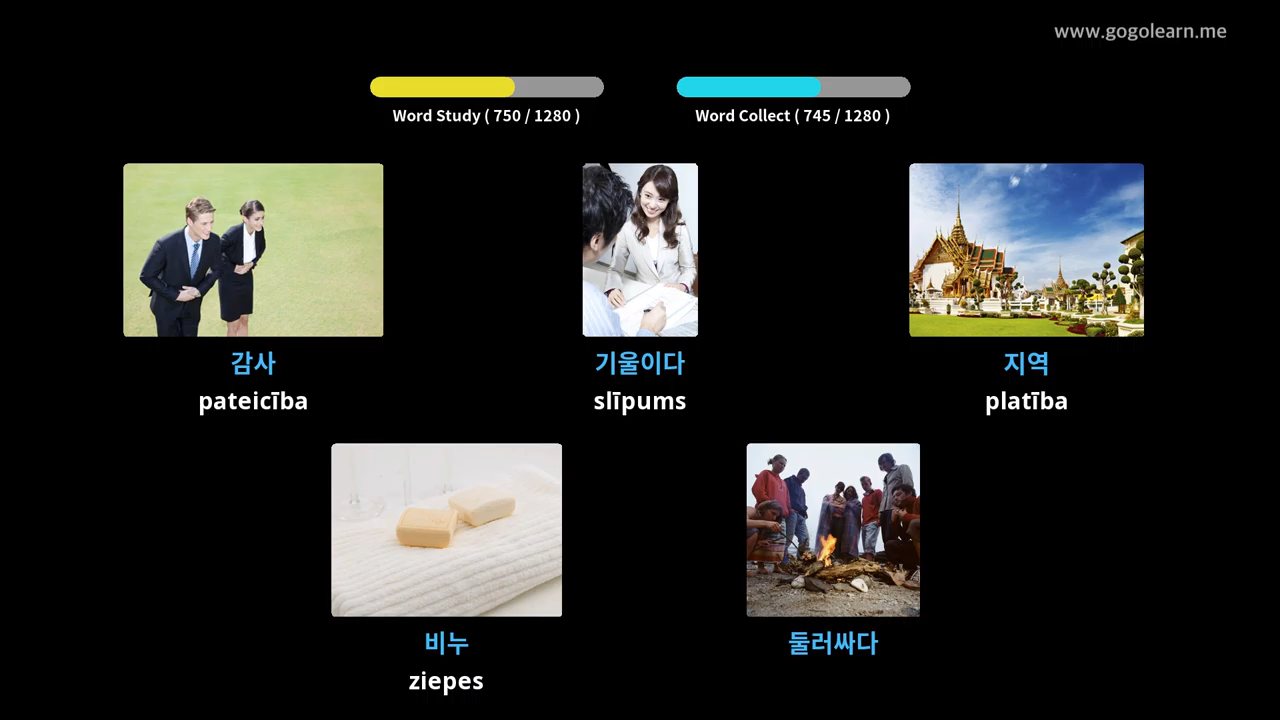 www.gogolearn.me
Word Study ( 750 / 1280 )
Word Collect ( 745 / 1280 )
감사
pateicība
기울이다
slīpums
지역
platība
비누
ziepes
둘러싸다